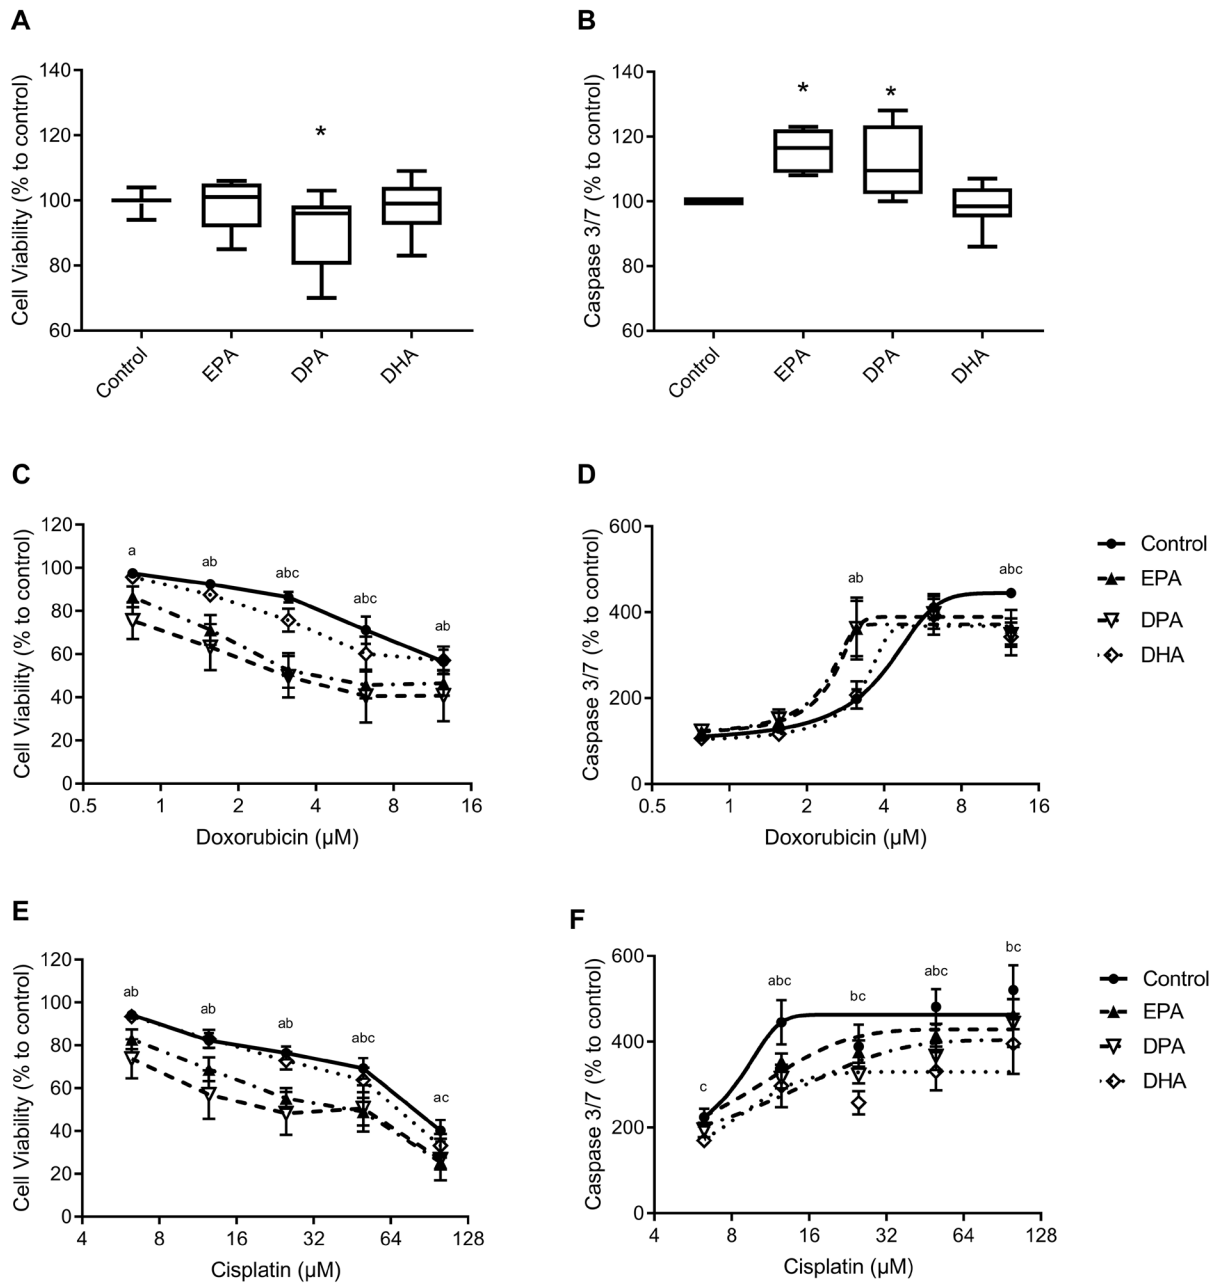 A
Cell Viability (% to control)
140
120
100
80
60
*
Control
EPA
DPA
DHA
B
Caspase 3/7 (% to control)
140
120
100
80
60
*
*
Control
EPA
DPA
DHA
C
Cell Viability (% to control)
120
100
80
60
40
20
0
a
ab
abc
abc
ab
0.5
1
2
4
8
16
Doxorubicin (µM)
D
Caspase 3/7 (% to control)
600
400
200
0
ab
abc
0.5
1
2
4
8
16
Doxorubicin (µM)
Control
EPA
DPA
DHA
E
Cell Viability (% to control)
120
100
80
60
40
20
0
ab
ab
ab
abc
ac
4
8
16
32
64
128
Cisplatin (µM)
F
Caspase 3/7 (% to control)
600
400
200
0
c
abc
bc
abc
bc
4
8
16
32
64
128
Cisplatin (µM)
Control
EPA
DPA
DHA